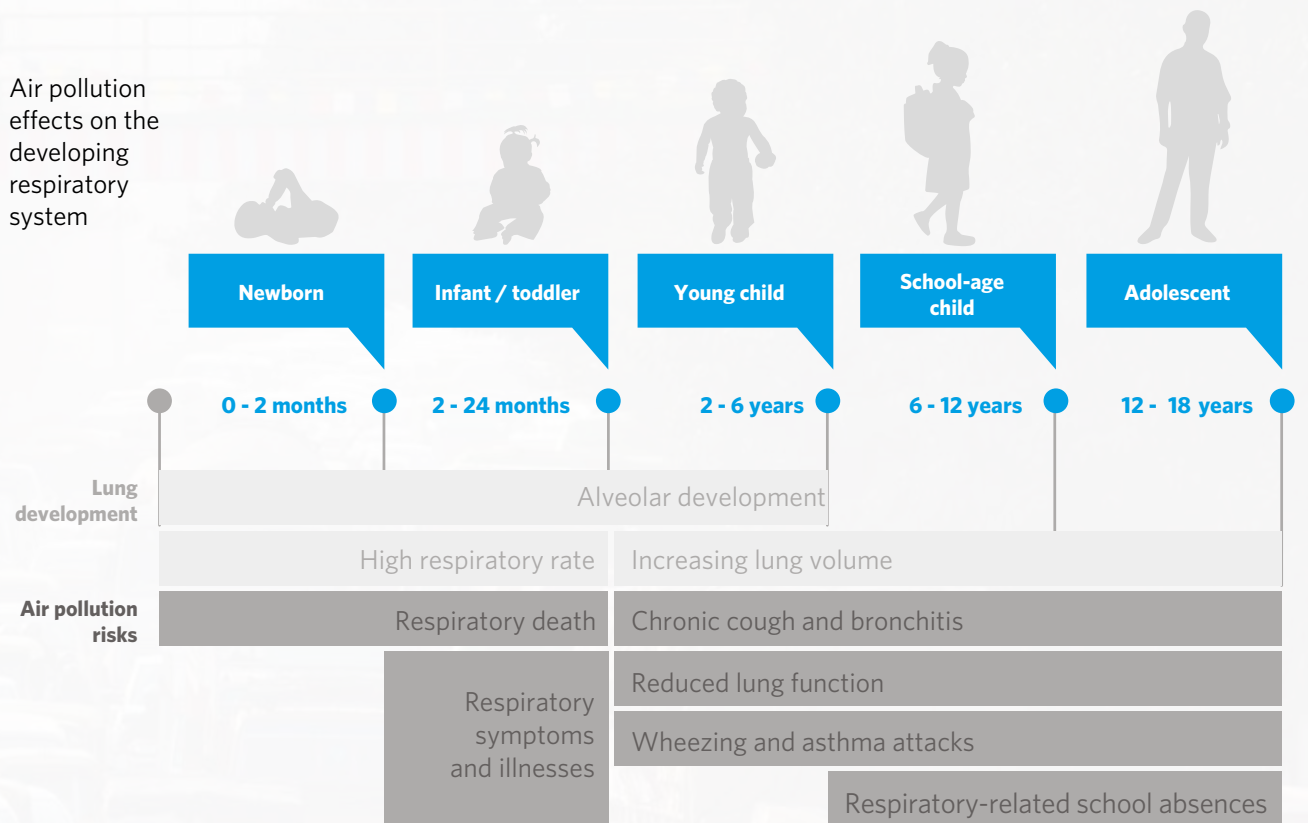 Air pollution
effects on the
developing
respiratory
system
Newborn
Infant / toddler
Young child
School-age
child
Adolescent
0 - 2 months
2 - 24 months
2 - 6 years
6 - 12 years
12 - 18 years
Lung
development
Alveolar development
High respiratory rate
Increasing lung volume
Air pollution
risks
Respiratory death
Chronic cough and bronchitis
Respiratory
symptoms
and illnesses
Reduced lung function
Wheezing and asthma attacks
Respiratory-related school absences